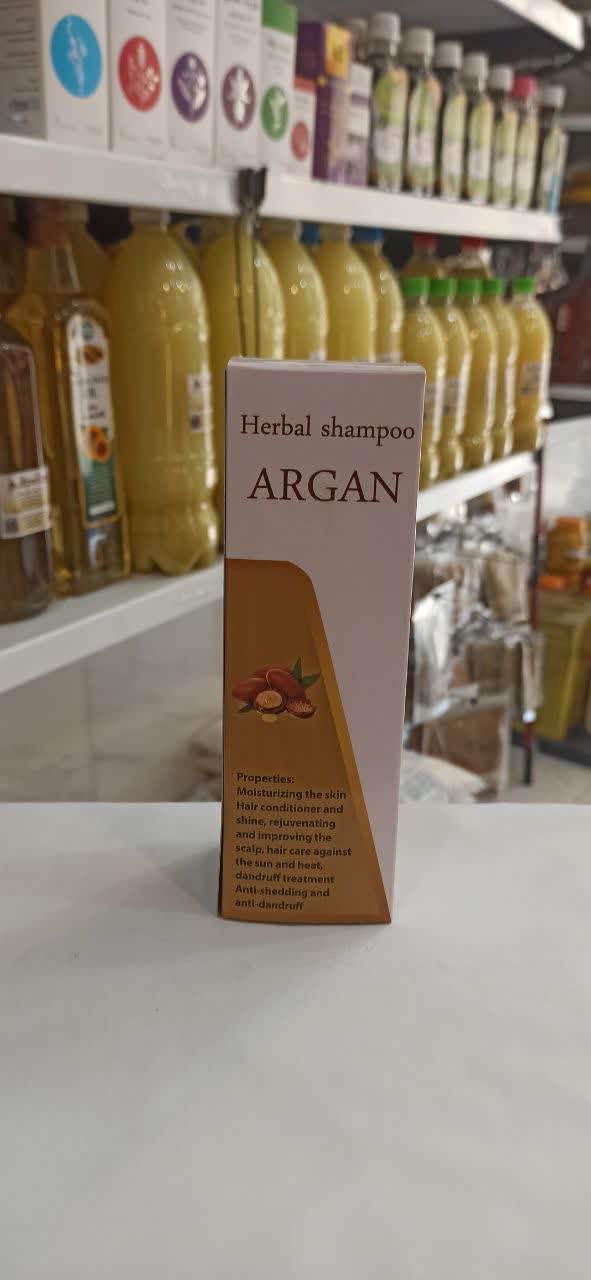 Herbal shampoo
ARGAN
Properties:
Moisturizing the skin
Hair conditioner and
shine, rejuvenating
and improving the
scalp, hair care against
the sun and heat,
dandruff treatment
Anti-shedding and
anti-dandruff